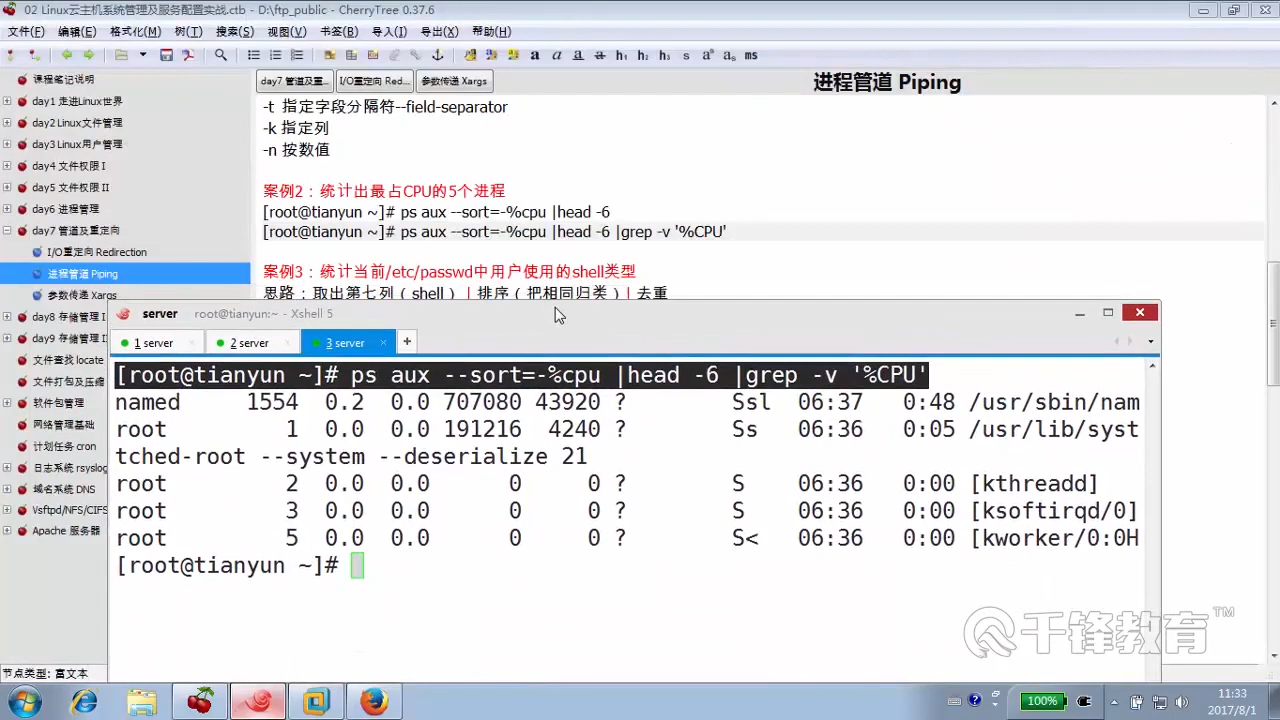 02 Linux云主机系统管理及服务配置实战.ctb - D:\ftp_public - CherryTree 0.37.6
文件(F) 编辑(E) 格式化(M) 树(T) 搜索(S) 视图(V) 书签(B) 导入(I) 导出(X) 帮助(H)
a a a a h₁ h₂ h₃ s aˢ aₛ ms
课程笔记说明
day1 走进Linux世界
day2 Linux文件管理
day3 Linux用户管理
day4 文件权限 I
day5 文件权限 II
day6 进程管理
day7 管道及重定向
I/O重定向 Redirection
进程管道 Piping
参数传递 Xargs
day8 存储管理 I
day9 存储管理 II
文件查找 locate
文件打包及压缩
软件包管理
网络管理基础
计划任务 cron
日志系统 rsyslog
域名系统 DNS
Vsftpd/NFS/CIFS
Apache 服务器
节点类型: 富文本
day7 管道及重... I/O重定向 Red... 参数传递 Xargs
进程管道 Piping
-t 指定字段分隔符--field-separator
-k 指定列
-n 按数值
案例2：统计出最占CPU的5个进程
[root@tianyun ~]# ps aux --sort=-%cpu |head -6
[root@tianyun ~]# ps aux --sort=-%cpu |head -6 |grep -v '%CPU'
案例3：统计当前/etc/passwd中用户使用的shell类型
思路：取出第七列（shell）| 排序（把相同归类）| 去重
server root@tianyun:~ - Xshell 5
1 server 2 server 3 server +
[root@tianyun ~]# ps aux --sort=-%cpu |head -6 |grep -v '%CPU'
named 1554 0.2 0.0 707080 43920 ? Ssl 06:37 0:48 /usr/sbin/nam
root 1 0.0 0.0 191216 4240 ? Ss 06:36 0:05 /usr/lib/syst
tched-root --system --deserialize 21
root 2 0.0 0.0 0 0 ? S 06:36 0:00 [kthreadd]
root 3 0.0 0.0 0 0 ? S 06:36 0:00 [ksoftirqd/0]
root 5 0.0 0.0 0 0 ? S< 06:36 0:00 [kworker/0:0H
[root@tianyun ~]#
千锋教育™
100%
11:33
2017/8/1